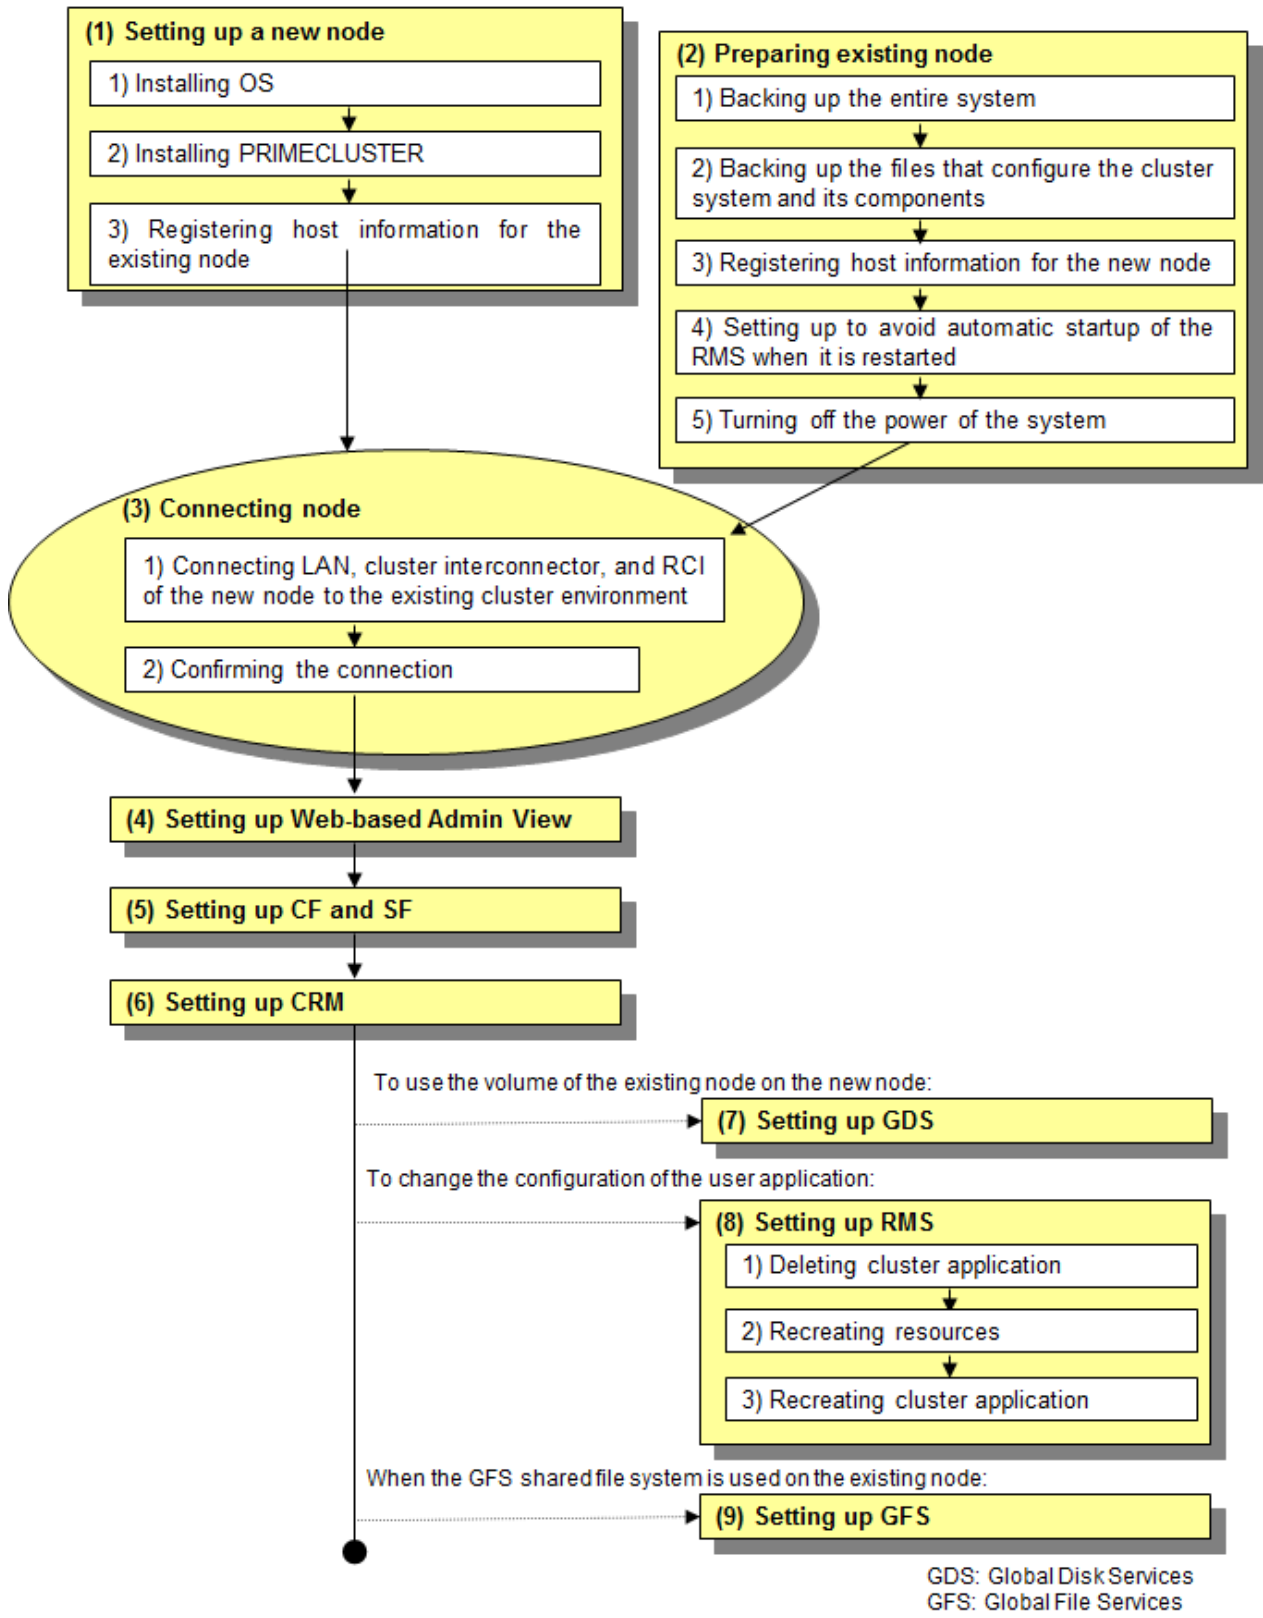 (1) Setting up a new node
1) Installing OS
2) Installing PRIMECLUSTER
3) Registering host information for the
existing node
(2) Preparing existing node
1) Backing up the entire system
2) Backing up the files that configure the cluster
system and its components
3) Registering host information for the new node
4) Setting up to avoid automatic startup of the
RMS when it is restarted
5) Turning off the power of the system
(3) Connecting node
1) Connecting LAN, cluster interconnector, and RCI
of the new node to the existing cluster environment
2) Confirming the connection
(4) Setting up Web-based Admin View
(5) Setting up CF and SF
(6) Setting up CRM
To use the volume of the existing node on the new node:
(7) Setting up GDS
To change the configuration of the user application:
(8) Setting up RMS
1) Deleting cluster application
2) Recreating resources
3) Recreating cluster application
When the GFS shared file system is used on the existing node:
(9) Setting up GFS
GDS: Global Disk Services
GFS: Global File Services